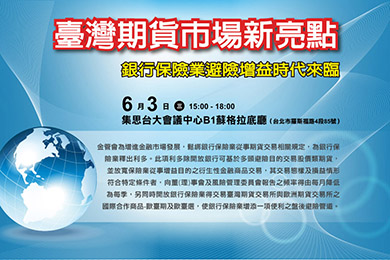 臺灣期貨市場新亮點
銀行保險業避險增益時代來臨
6月3日 三 15:00 - 18:00
集思台大會議中心B1蘇格拉底廳（台北市羅斯福路4段85號）
金管會為增進金融市場發展，鬆綁銀行保險業從事期貨交易相關規定，為銀行保
險業釋出利多。此項利多除開放銀行可基於多頭避險目的交易股價類期貨，
並放寬保險業從事增益目的之衍生性金融商品交易，其交易態樣及損益情形
符合特定條件者，向董(理)事會及風險管理委員會報告之頻率得由每月降低
為每季，另同時開放銀行保險業得交易臺灣期貨交易所與歐洲期貨交易所之
國際合作商品-歐臺期及歐臺選，使銀行保險業增添一項便利之盤後避險管道。